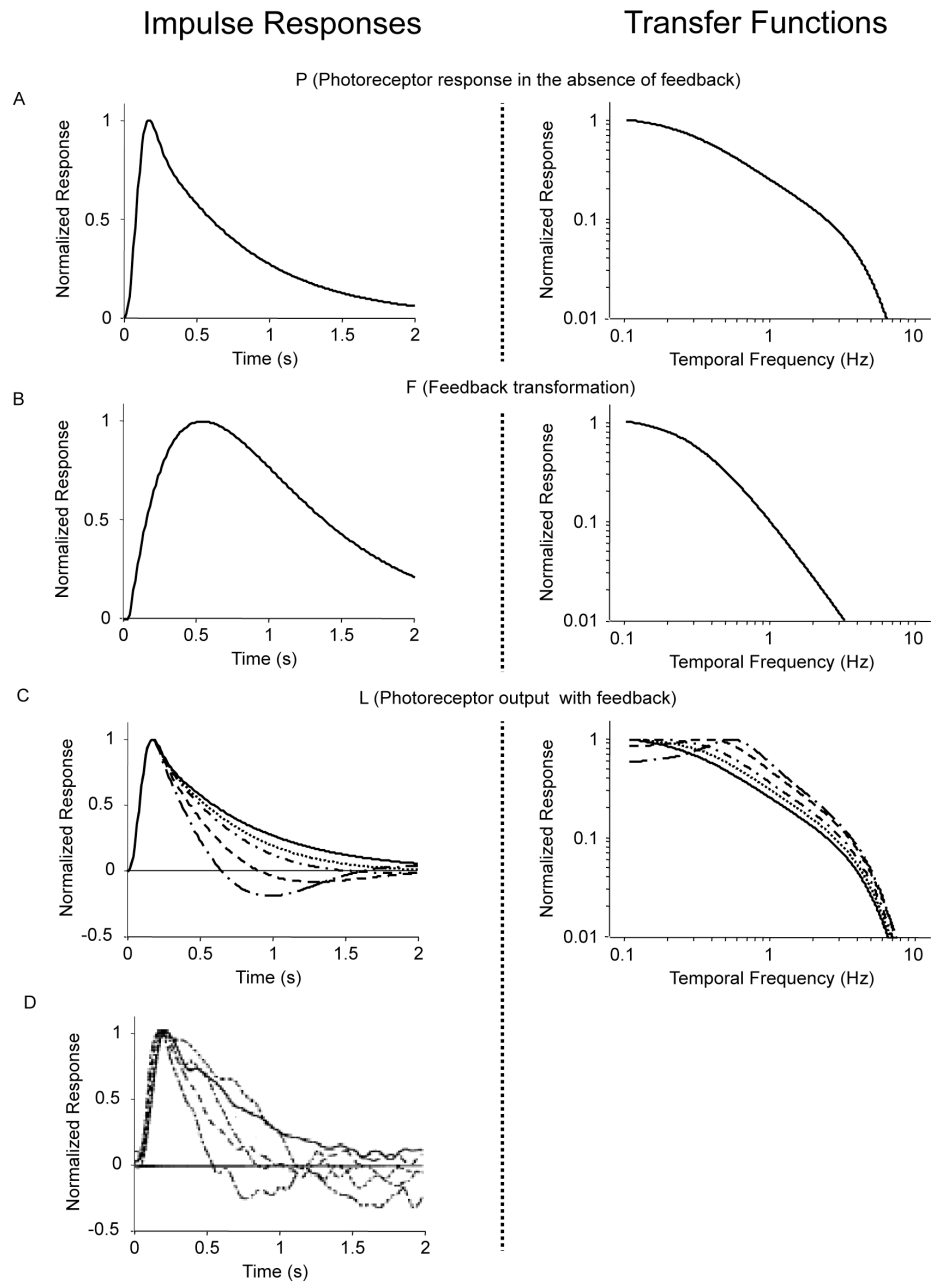 Impulse Responses
Transfer Functions
P (Photoreceptor response in the absence of feedback)
A
Normalized Response
1
0.5
0
0
0.5
1
1.5
2
Time (s)
Normalized Response
1
0.1
0.01
0.1
1
10
Temporal Frequency (Hz)
F (Feedback transformation)
B
Normalized Response
1
0.5
0
0
0.5
1
1.5
2
Time (s)
Normalized Response
1
0.1
0.01
0.1
1
10
Temporal Frequency (Hz)
L (Photoreceptor output with feedback)
C
Normalized Response
1
0.5
0
-0.5
0
0.5
1
1.5
2
Time (s)
Normalized Response
1
0.1
0.01
0.1
1
10
Temporal Frequency (Hz)
D
Normalized Response
1
0.5
0
-0.5
0
0.5
1
1.5
2
Time (s)